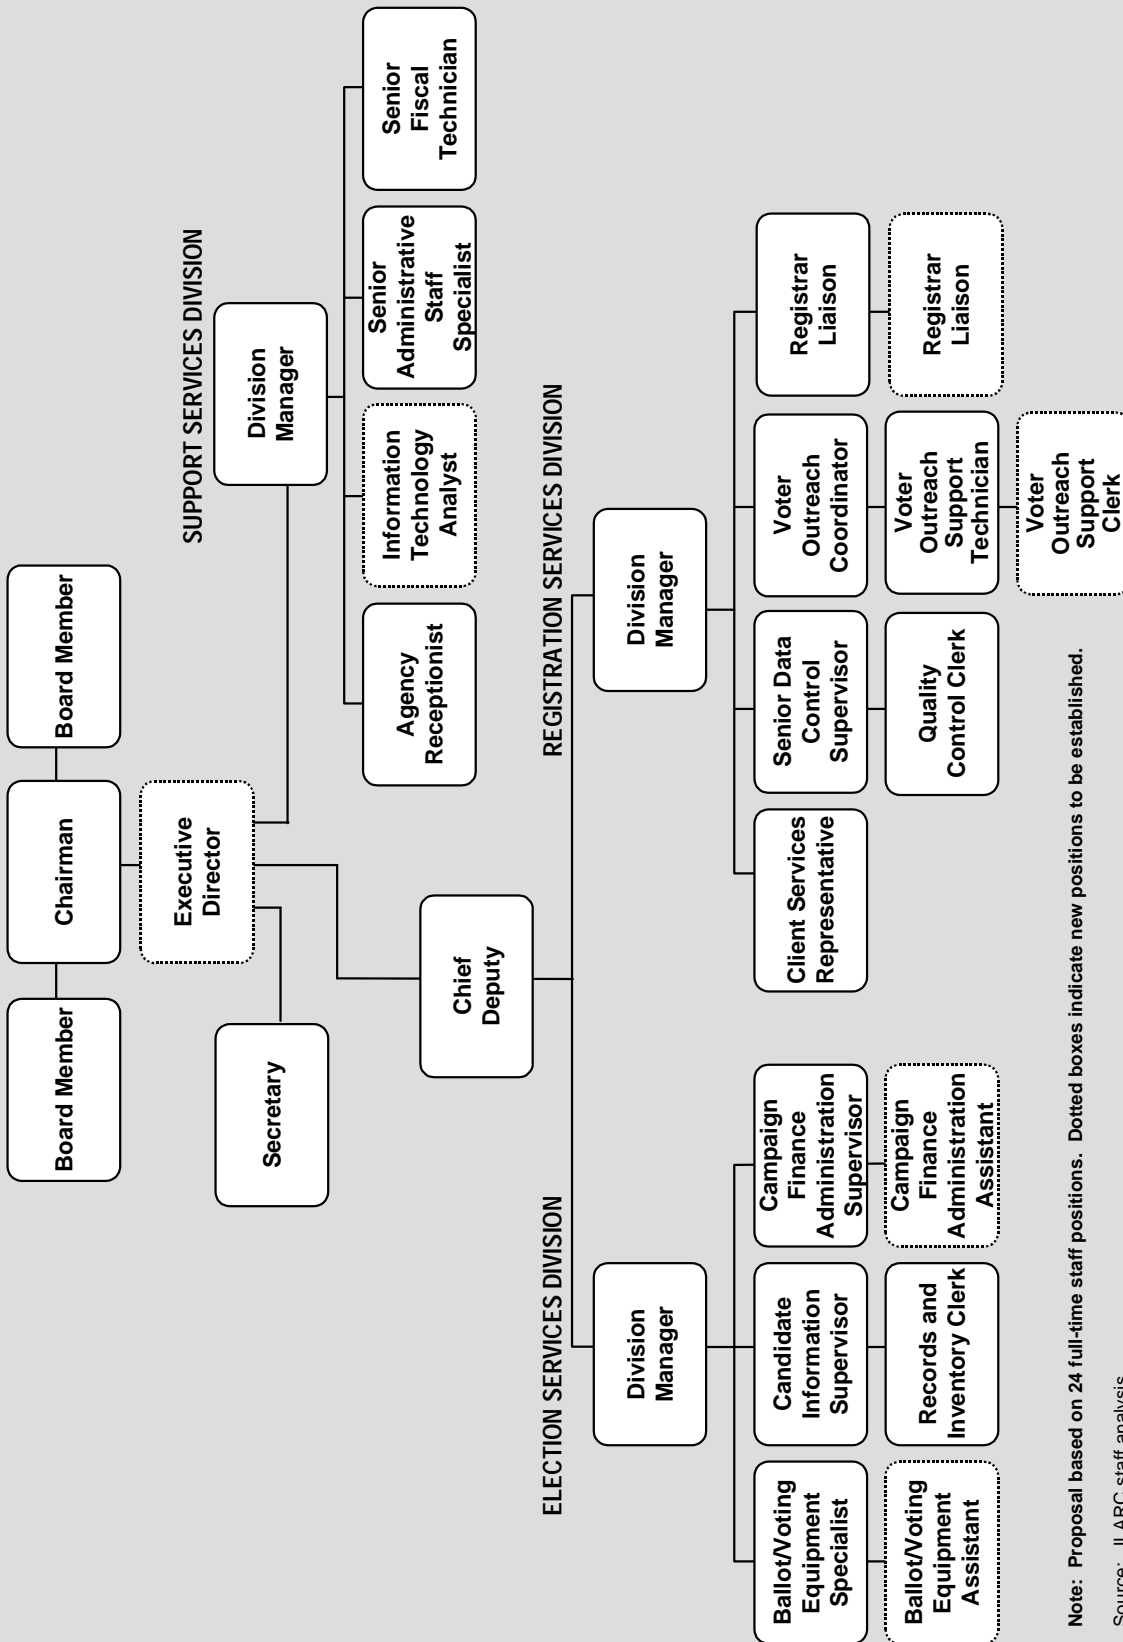 Board Member
Chairman
Board Member
Executive
Director
Secretary
SUPPORT SERVICES DIVISION
Division
Manager
Agency
Receptionist
Information
Technology
Analyst
Senior
Administrative
Staff
Specialist
Senior
Fiscal
Technician
Chief
Deputy
ELECTION SERVICES DIVISION
Division
Manager
Ballot/Voting
Equipment
Specialist
Candidate
Information
Supervisor
Campaign
Finance
Administration
Supervisor
Ballot/Voting
Equipment
Assistant
Records and
Inventory Clerk
Campaign
Finance
Administration
Assistant
REGISTRATION SERVICES DIVISION
Division
Manager
Client Services
Representative
Senior Data
Control
Supervisor
Voter
Outreach
Coordinator
Registrar
Liaison
Quality
Control Clerk
Voter
Outreach
Support
Technician
Registrar
Liaison
Voter
Outreach
Support
Clerk
Note: Proposal based on 24 full-time staff positions. Dotted boxes indicate new positions to be established.
Source: JLARC staff analysis